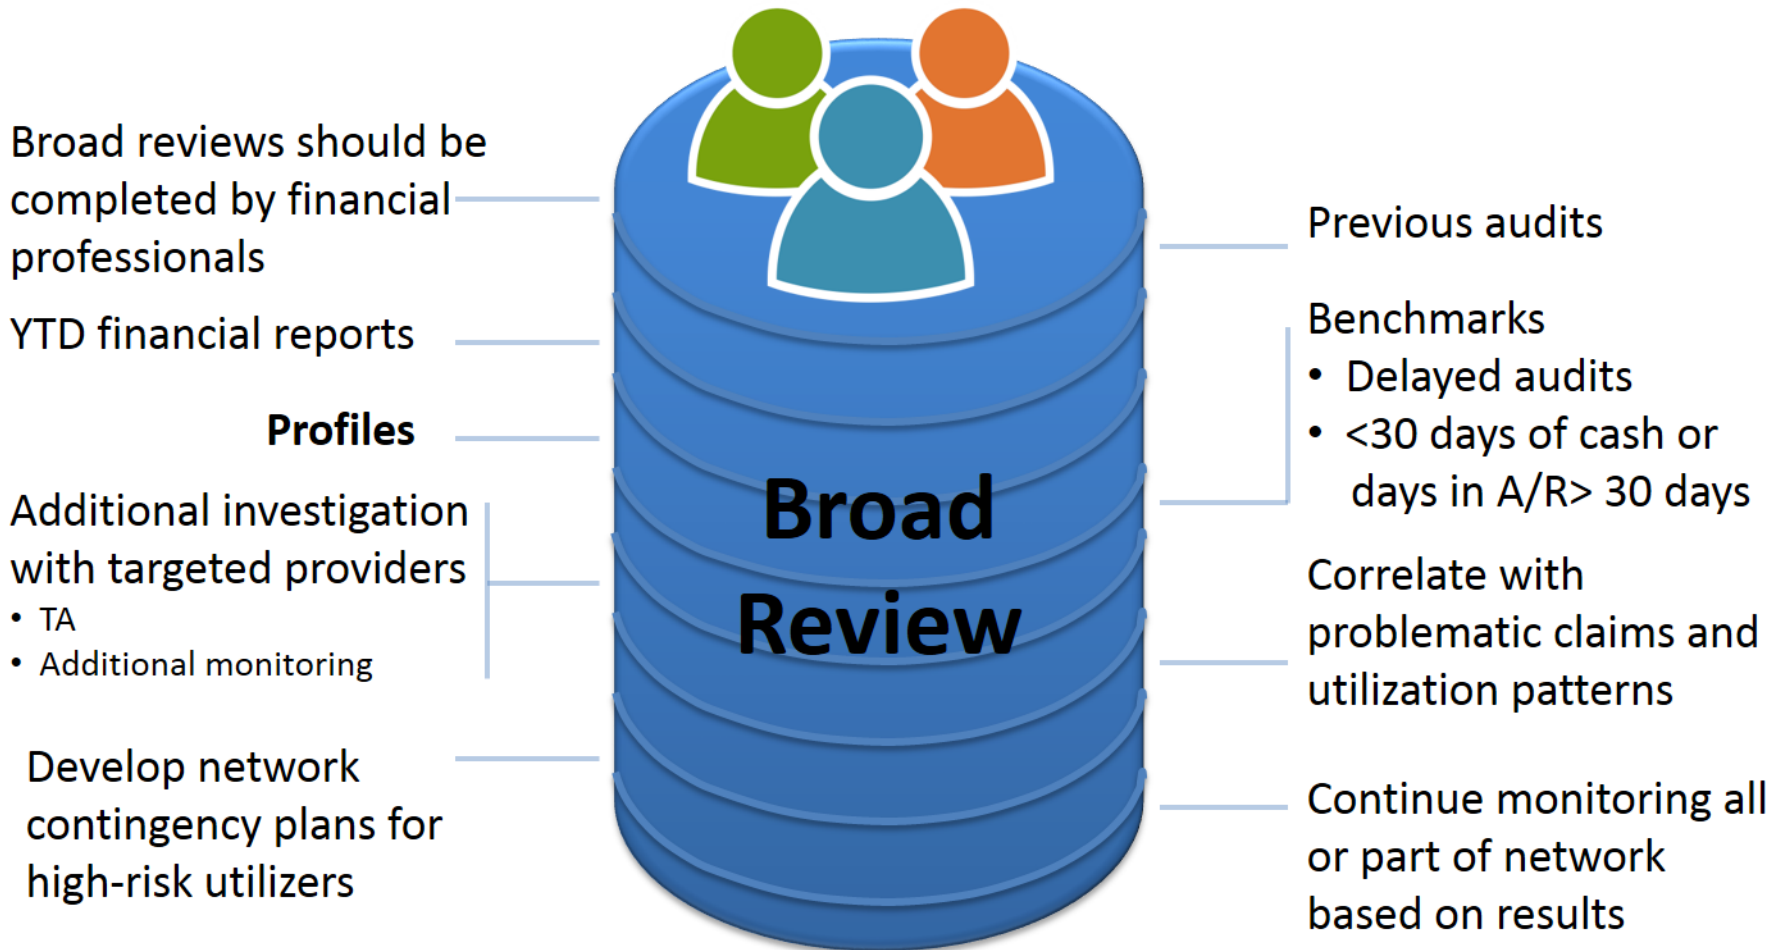 Broad reviews should be
completed by financial
professionals
YTD financial reports
Profiles
Additional investigation
with targeted providers
• TA
• Additional monitoring
Develop network
contingency plans for
high-risk utilizers
Broad
Review
Previous audits
Benchmarks
• Delayed audits
• <30 days of cash or
days in A/R> 30 days
Correlate with
problematic claims and
utilization patterns
Continue monitoring all
or part of network
based on results